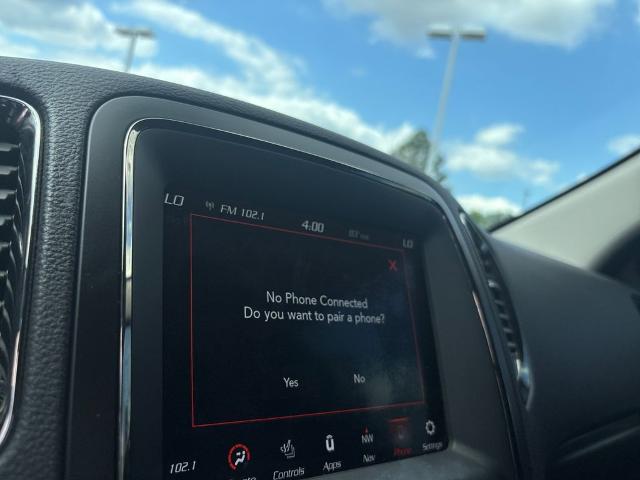 LO FM 102.1 4:00 LO
X
No Phone Connected
Do you want to pair a phone?
Yes No
102.1 Controls Apps NW Nav Phone Settings